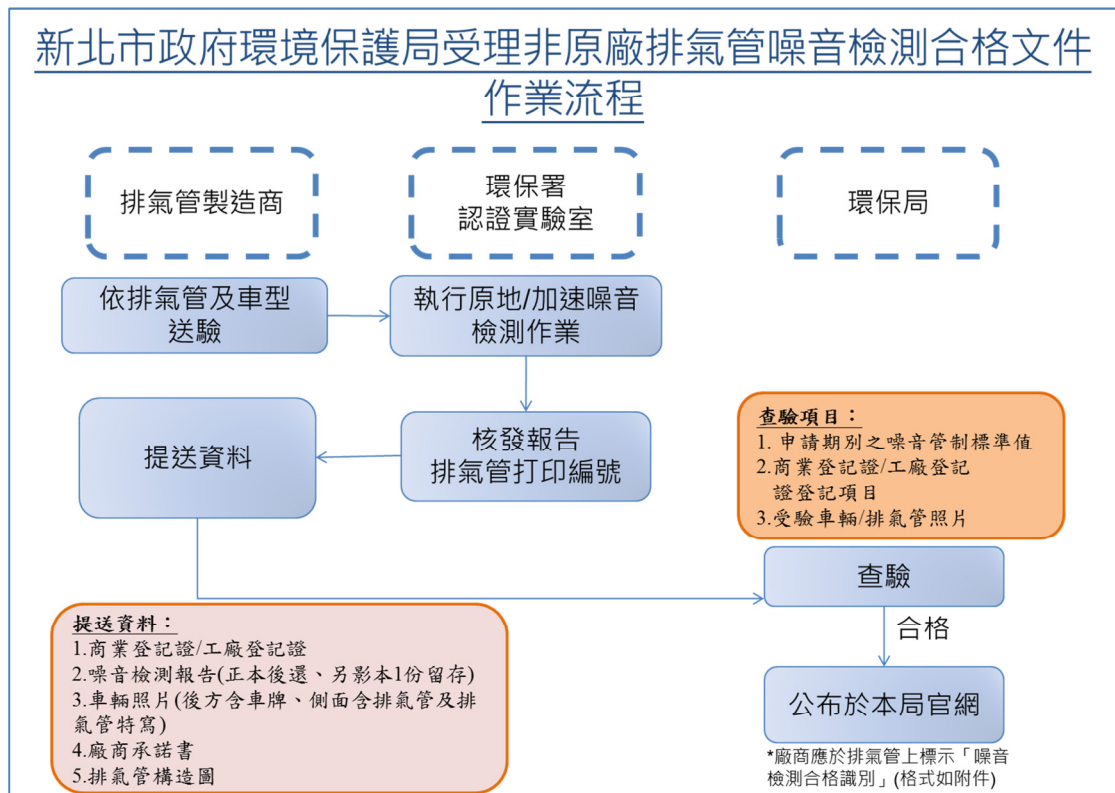 新北市政府環境保護局受理非原廠排氣管噪音檢測合格文件
作業流程
排氣管製造商
環保署
認證實驗室
環保局
依排氣管及車型
送驗
執行原地/加速噪音
檢測作業
提送資料
核發報告
排氣管打印編號
查驗項目：
1. 申請期別之噪音管制標準值
2.商業登記證/工廠登記
證登記項目
3.受驗車輛/排氣管照片
查驗
合格
公布於本局官網
*廠商應於排氣管上標示「噪音
檢測合格識別」(格式如附件)
提送資料：
1.商業登記證/工廠登記證
2.噪音檢測報告(正本後還、另影本1份留存)
3.車輛照片(後方含車牌、側面含排氣管及排
氣管特寫)
4.廠商承諾書
5.排氣管構造圖